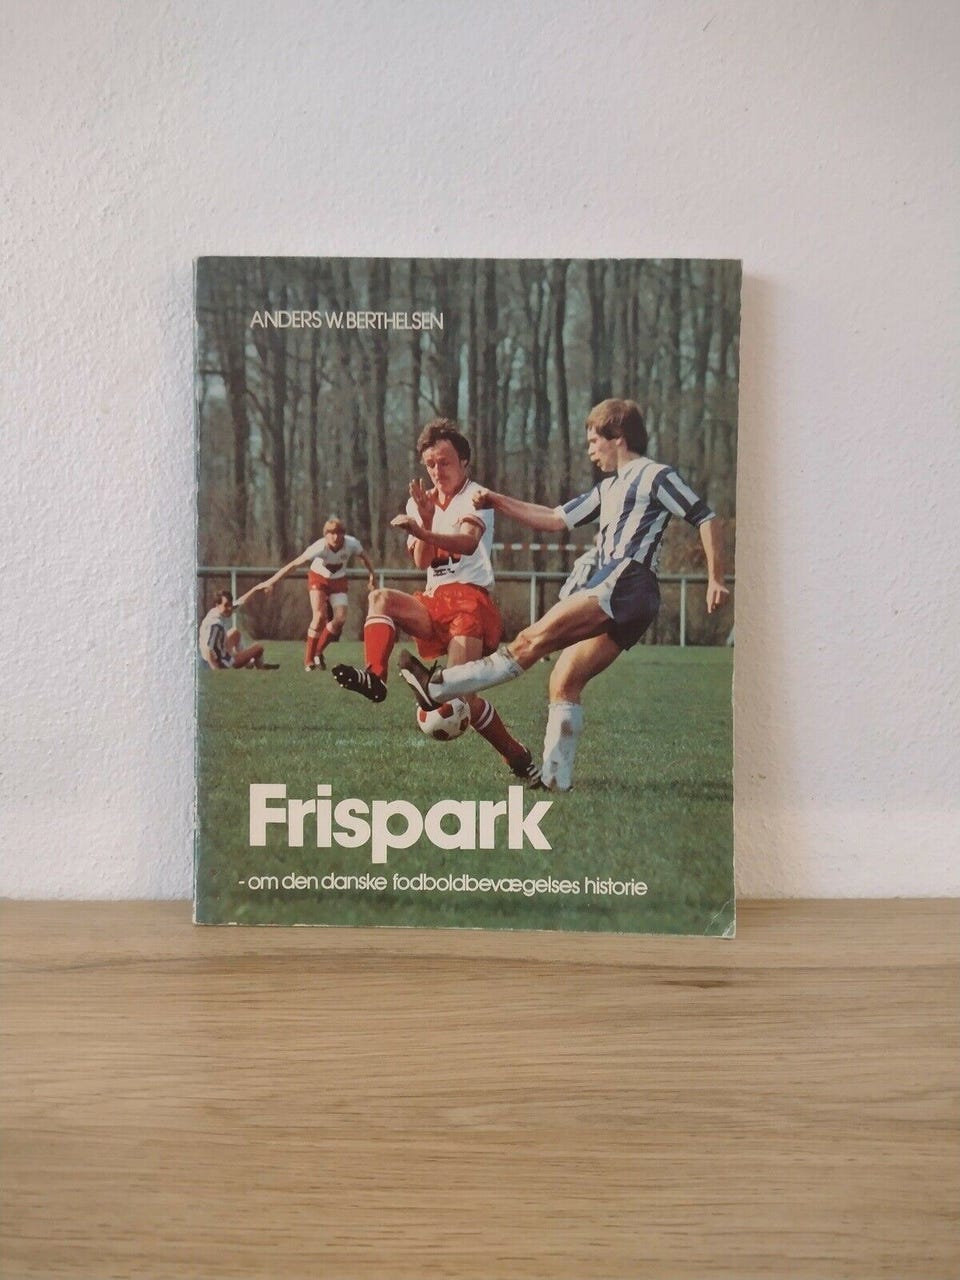 ANDERS W. BERTHELSEN
Frispark
- om den danske fodboldbevægelses historie